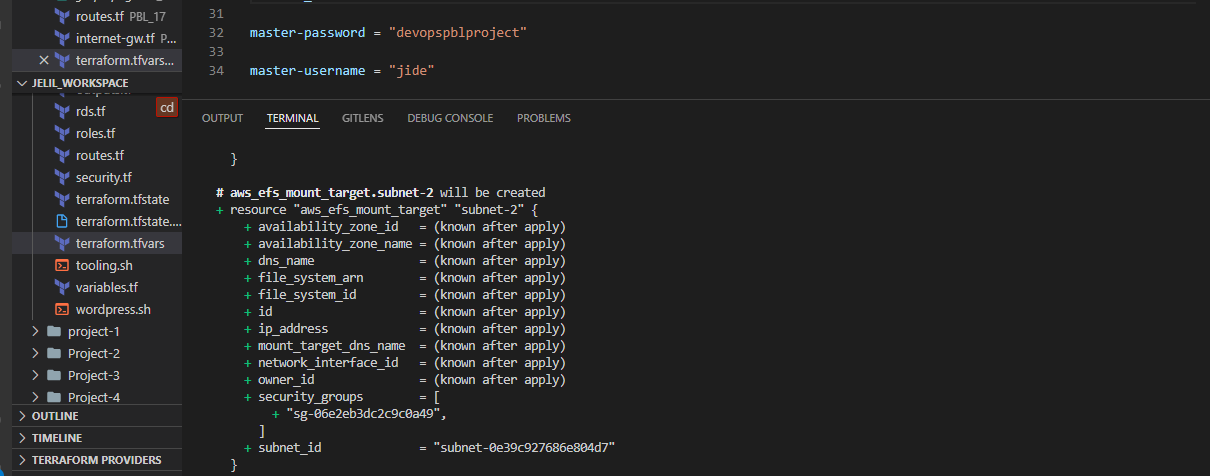 routes.tf PBL_17
internet-gw.tf P...
terraform.tfvars...
JELIL_WORKSPACE
rds.tf
cd
roles.tf
routes.tf
security.tf
terraform.tfstate
terraform.tfstate....
terraform.tfvars
tooling.sh
variables.tf
wordpress.sh
project-1
Project-2
Project-3
Project-4
OUTLINE
TIMELINE
TERRAFORM PROVIDERS
31
32 master-password = "devopspblproject"
33
34 master-username = "jide"
OUTPUT TERMINAL GITLENS DEBUG CONSOLE PROBLEMS
}
# aws_efs_mount_target.subnet-2 will be created
+ resource "aws_efs_mount_target" "subnet-2" {
+ availability_zone_id = (known after apply)
+ availability_zone_name = (known after apply)
+ dns_name = (known after apply)
+ file_system_arn = (known after apply)
+ file_system_id = (known after apply)
+ id = (known after apply)
+ ip_address = (known after apply)
+ mount_target_dns_name = (known after apply)
+ network_interface_id = (known after apply)
+ owner_id = (known after apply)
+ security_groups = [
+ "sg-06e2eb3dc2c9c0a49",
]
+ subnet_id = "subnet-0e39c927686e804d7"
}